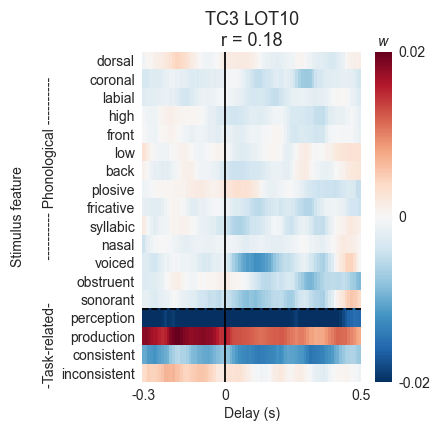 TC3 LOT10
r = 0.18
w
dorsal
coronal
labial
high
front
low
back
plosive
fricative
syllabic
nasal
voiced
obstruent
sonorant
perception
production
consistent
inconsistent
Stimulus feature
----------- Phonological ----------
-Task-related-
0.02
0
-0.02
-0.3
0
0.5
Delay (s)